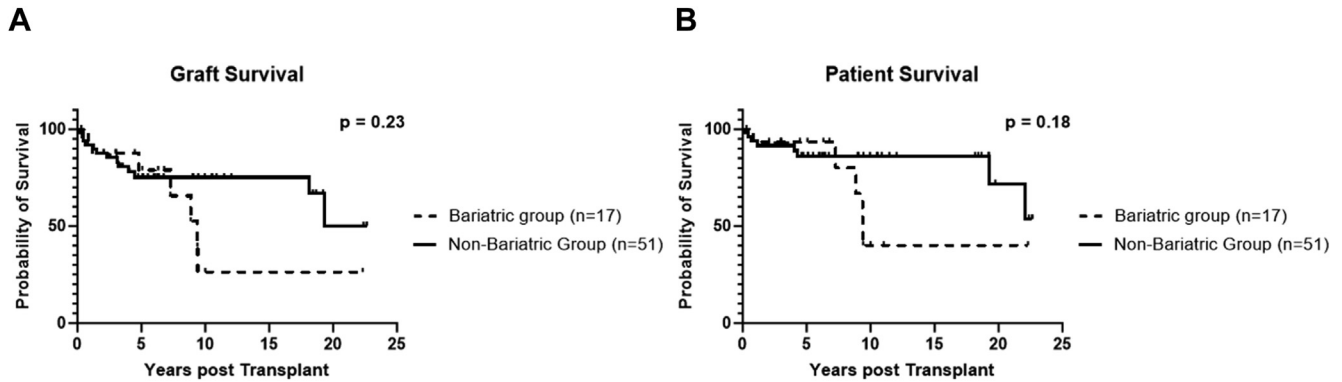 A
Graft Survival
p = 0.23
Probability of Survival
100
50
0
0 5 10 15 20 25
Years post Transplant
Bariatric group (n=17)
Non-Bariatric Group (n=51)
B
Patient Survival
p = 0.18
Probability of Survival
100
50
0
0 5 10 15 20 25
Years post Transplant
Bariatric group (n=17)
Non-Bariatric Group (n=51)